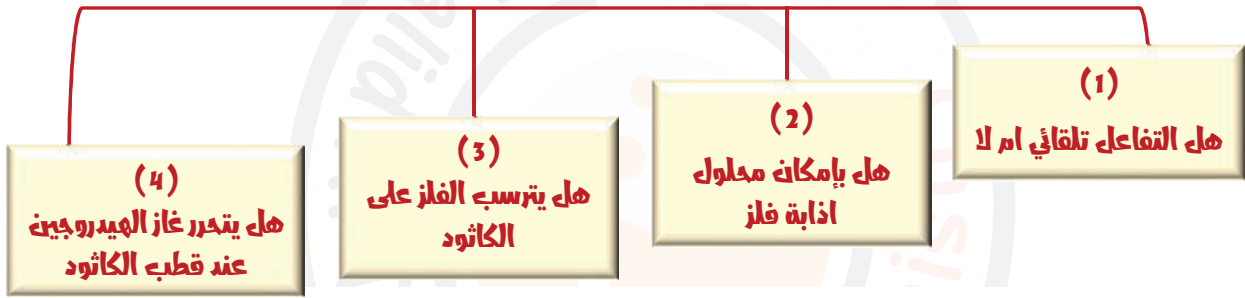 (1)
هل التفاعل تلقائي ام لا
(2)
هل بإمكان محلول
اذابة فلز
(3)
هل يترسب الفلز على
الكاثود
(4)
هل يتحرر غاز الهيدروجين
عند قطب الكاثود